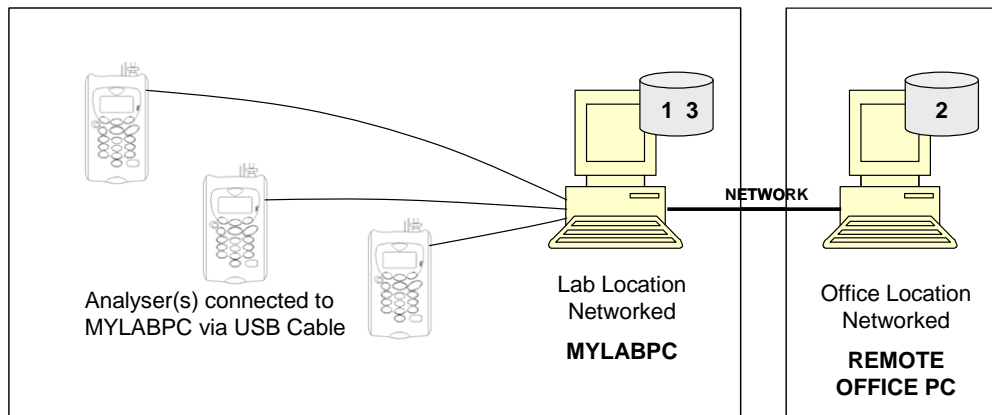 1 3
2
NETWORK
Analyser(s) connected to
MYLABPC via USB Cable
Lab Location
Networked
MYLABPC
Office Location
Networked
REMOTE
OFFICE PC